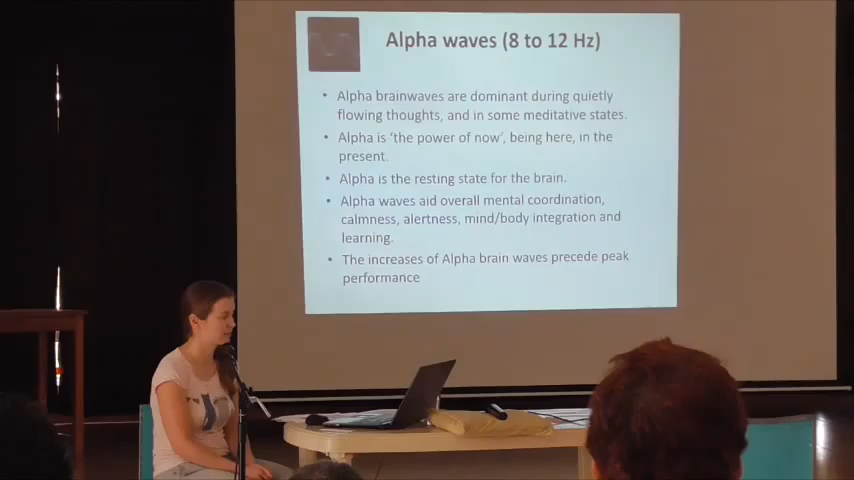 Alpha waves (8 to 12 Hz)
• Alpha brainwaves are dominant during quietly
flowing thoughts, and in some meditative states.
• Alpha is ‘the power of now’, being here, in the
present.
• Alpha is the resting state for the brain.
• Alpha waves aid overall mental coordination,
calmness, alertness, mind/body integration and
learning.
• The increases of Alpha brain waves precede peak
performance